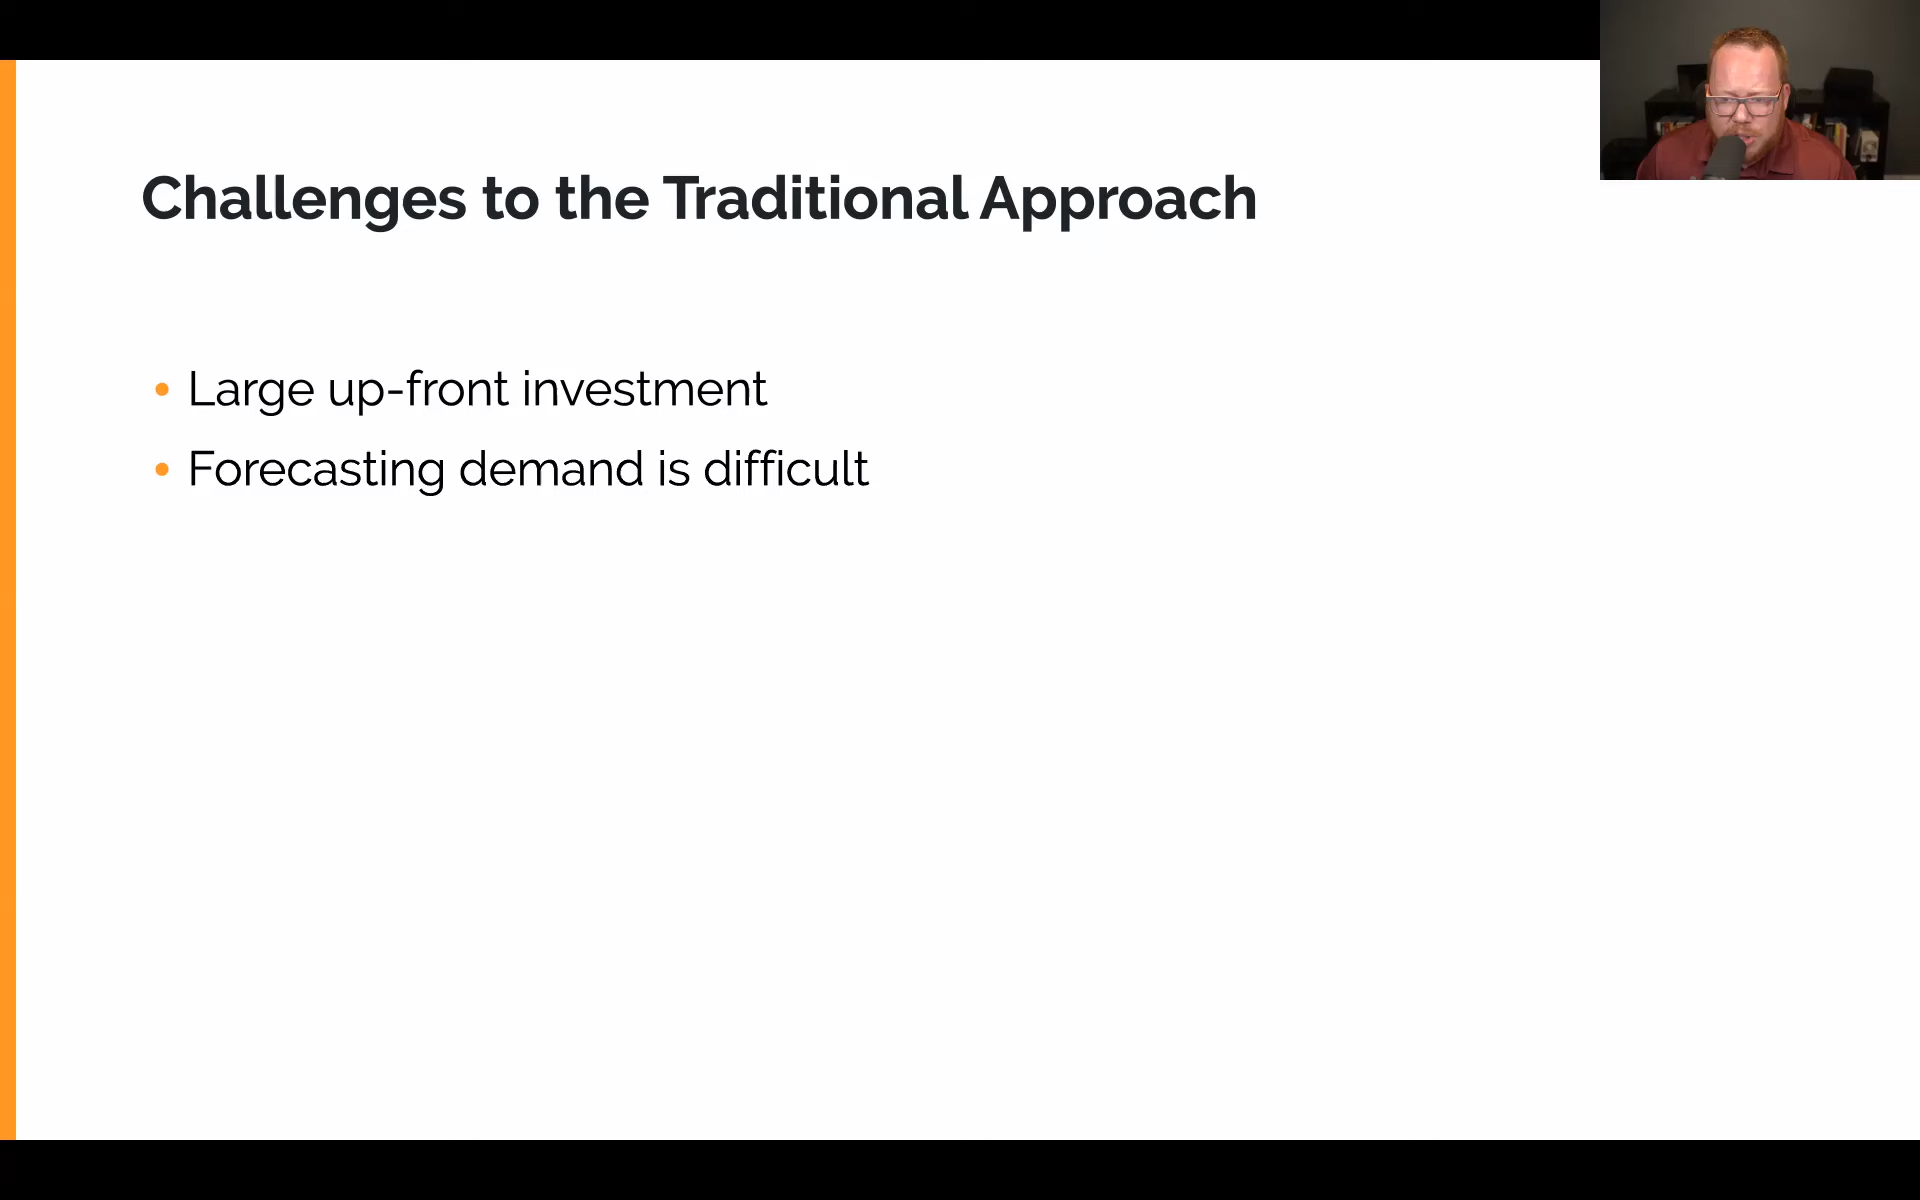 Challenges to the Traditional Approach
• Large up-front investment
• Forecasting demand is difficult